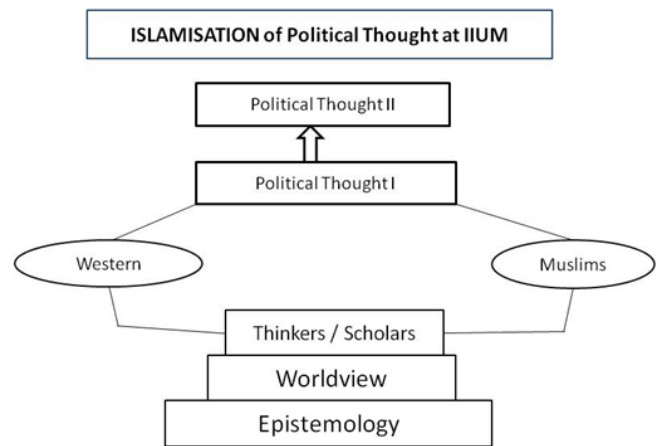 ISLAMISATION of Political Thought at IIUM
Political Thought II
Political Thought I
Western
Muslims
Thinkers / Scholars
Worldview
Epistemology